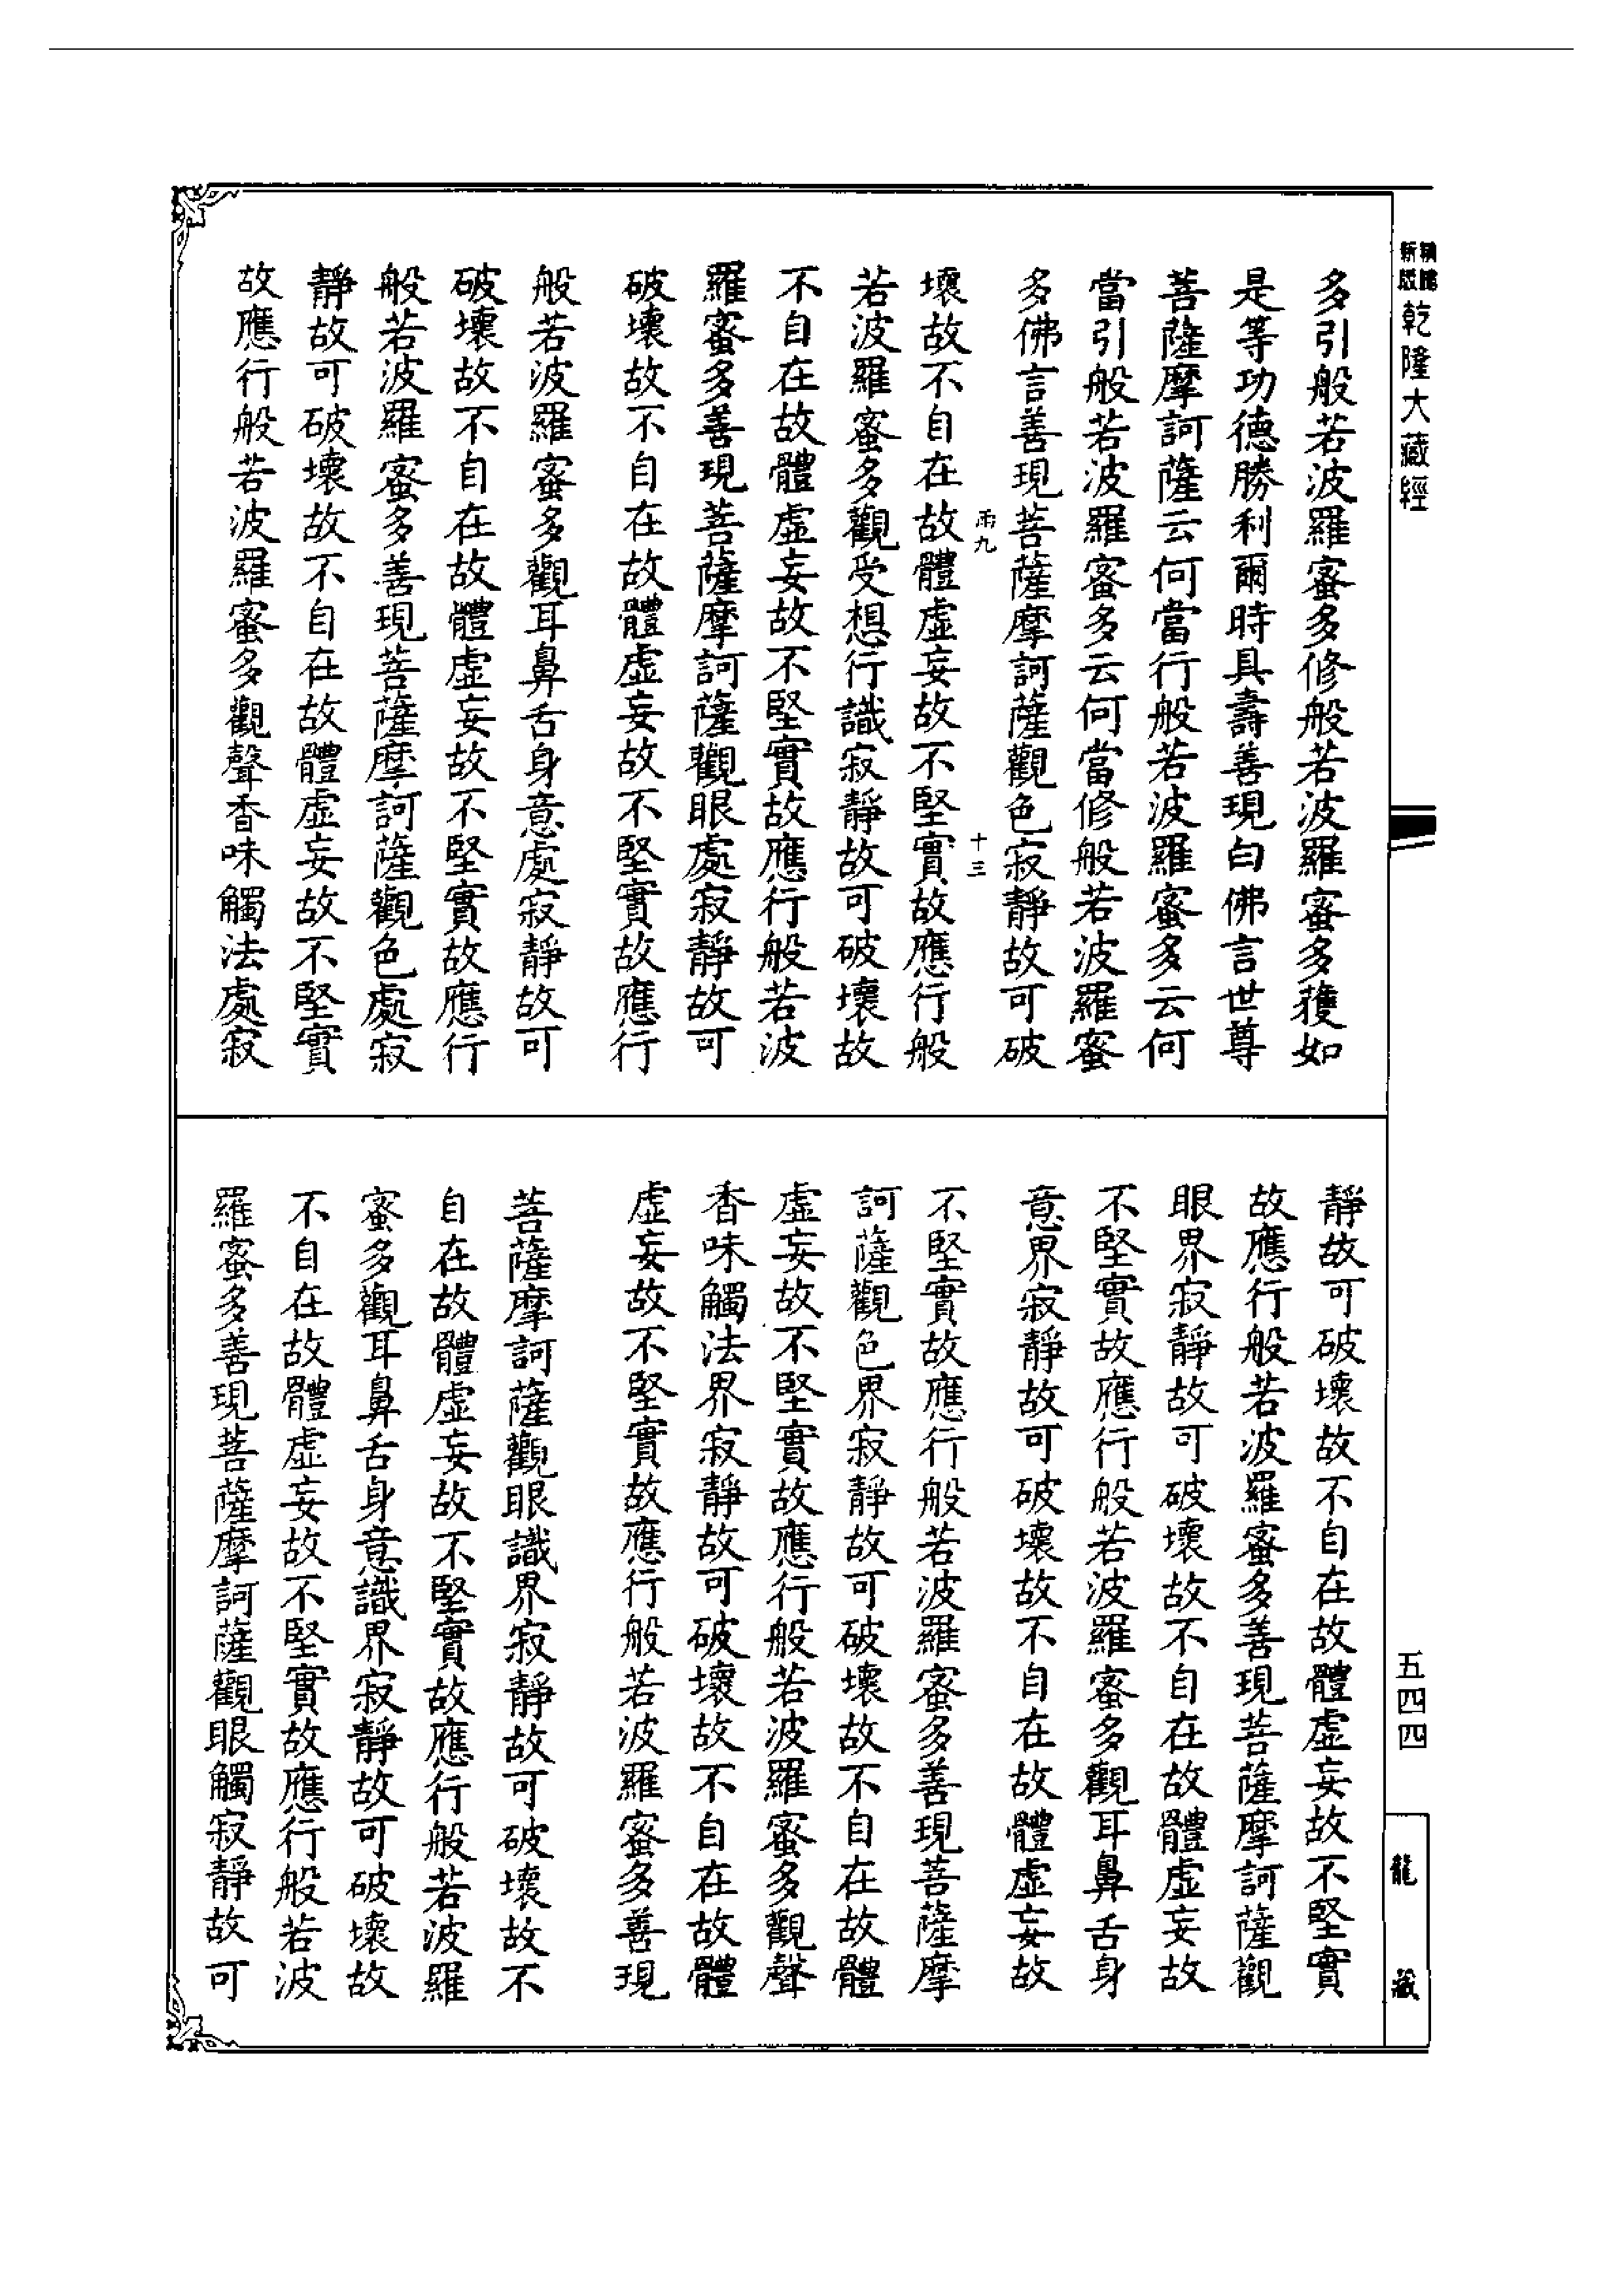 新版
精縮
乾隆大藏經
多引般若波羅蜜多修般若波羅蜜多獲如
是等功德勝利爾時具壽善現白佛言世尊
菩薩摩訶薩云何當行般若波羅蜜多云何
當引般若波羅蜜多云何當修般若波羅蜜
多佛言善現菩薩摩訶薩觀色寂靜故可破
雨九
十三
壞故不自在故體虛妄故不堅實故應行般
若波羅蜜多觀受想行識寂靜故可破壞故
不自在故體虛妄故不堅實故應行般若波
羅蜜多善現菩薩摩訶薩觀眼處寂靜故可
破壞故不自在故體虛妄故不堅實故應行
般若波羅蜜多觀耳鼻舌身意處寂靜故可
破壞故不自在故體虛妄故不堅實故應行
般若波羅蜜多善現菩薩摩訶薩觀色處寂
靜故可破壞故不自在故體虛妄故不堅實
故應行般若波羅蜜多觀聲香味觸法處寂
靜故可破壞故不自在故體虛妄故不堅實
故應行般若波羅蜜多善現菩薩摩訶薩觀
眼界寂靜故可破壞故不自在故體虛妄故
不堅實故應行般若波羅蜜多觀耳鼻舌身
意界寂靜故可破壞故不自在故體虛妄故
不堅實故應行般若波羅蜜多善現菩薩摩
訶薩觀色界寂靜故可破壞故不自在故體
虛妄故不堅實故應行般若波羅蜜多觀聲
香味觸法界寂靜故可破壞故不自在故體
虛妄故不堅實故應行般若波羅蜜多善現
菩薩摩訶薩觀眼識界寂靜故可破壞故不
自在故體虛妄故不堅實故應行般若波羅
蜜多觀耳鼻舌身意識界寂靜故可破壞故
不自在故體虛妄故不堅實故應行般若波
羅蜜多善現菩薩摩訶薩觀眼觸寂靜故可
五四四
龍藏